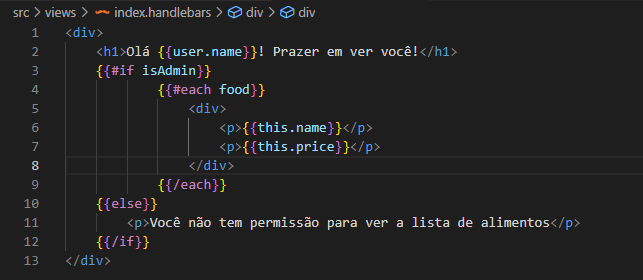 src > views > index.handlebars > div > div
1 <div>
2 <h1>Olá {{user.name}}! Prazer em ver você!</h1>
3 {{#if isAdmin}}
4 {{#each food}}
5 <div>
6 <p>{{this.name}}</p>
7 <p>{{this.price}}</p>
8 </div>
9 {{/each}}
10 {{else}}
11 <p>Você não tem permissão para ver a lista de alimentos</p>
12 {{/if}}
13 </div>